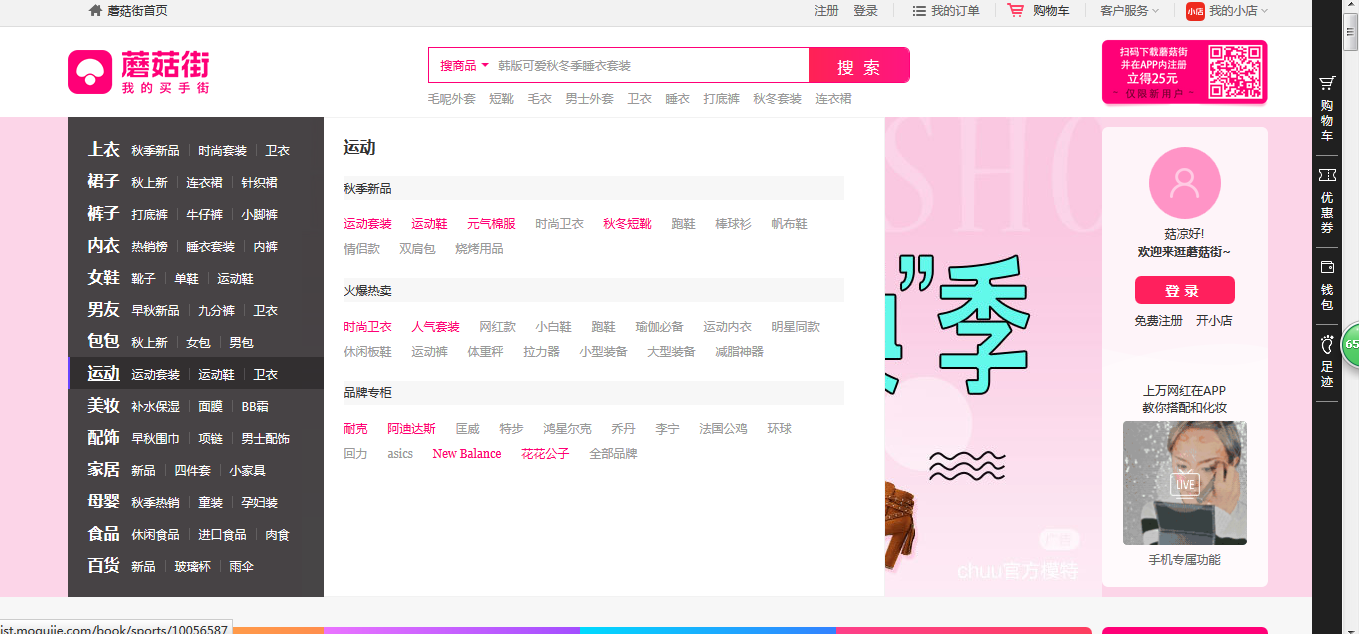 蘑菇街首页 注册 登录 我的订单 购物车 客户服务 小店 我的小店
蘑菇街
我的买手街
搜商品 韩版可爱秋冬季睡衣套装 搜 索
毛呢外套 短靴 毛衣 男士外套 卫衣 睡衣 打底裤 秋冬套装 连衣裙
扫码下载蘑菇街
并在APP内注册
立得25元
- 仅限新用户 -
上衣 秋季新品 时尚套装 卫衣
裙子 秋上新 连衣裙 针织裙
裤子 打底裤 牛仔裤 小脚裤
内衣 热销榜 睡衣套装 内裤
女鞋 靴子 单鞋 运动鞋
男友 早秋新品 九分裤 卫衣
包包 秋上新 女包 男包
运动 运动套装 运动鞋 卫衣
美妆 补水保湿 面膜 BB霜
配饰 早秋围巾 项链 男士配饰
家居 新品 四件套 小家具
母婴 秋季热销 童装 孕妇装
食品 休闲食品 进口食品 肉食
百货 新品 玻璃杯 雨伞
运动
秋季新品
运动套装 运动鞋 元气棉服 时尚卫衣 秋冬短靴 跑鞋 棒球衫 帆布鞋
情侣款 双肩包 烧烤用品
火爆热卖
时尚卫衣 人气套装 网红款 小白鞋 跑鞋 瑜伽必备 运动内衣 明星同款
休闲板鞋 运动裤 体重秤 拉力器 小型装备 大型装备 减脂神器
品牌专柜
耐克 阿迪达斯 匡威 特步 鸿星尔克 乔丹 李宁 法国公鸡 环球
回力 asics New Balance 花花公子 全部品牌
SHO
”季
广告
chuu官方模特
菇凉好!
欢迎来逛蘑菇街~
登 录
免费注册 开小店
上万网红在APP
教你搭配和化妆
LIVE
手机专属功能
购物车
优惠券
钱包
足迹
65
ist.mogujie.com/book/sports/10056587